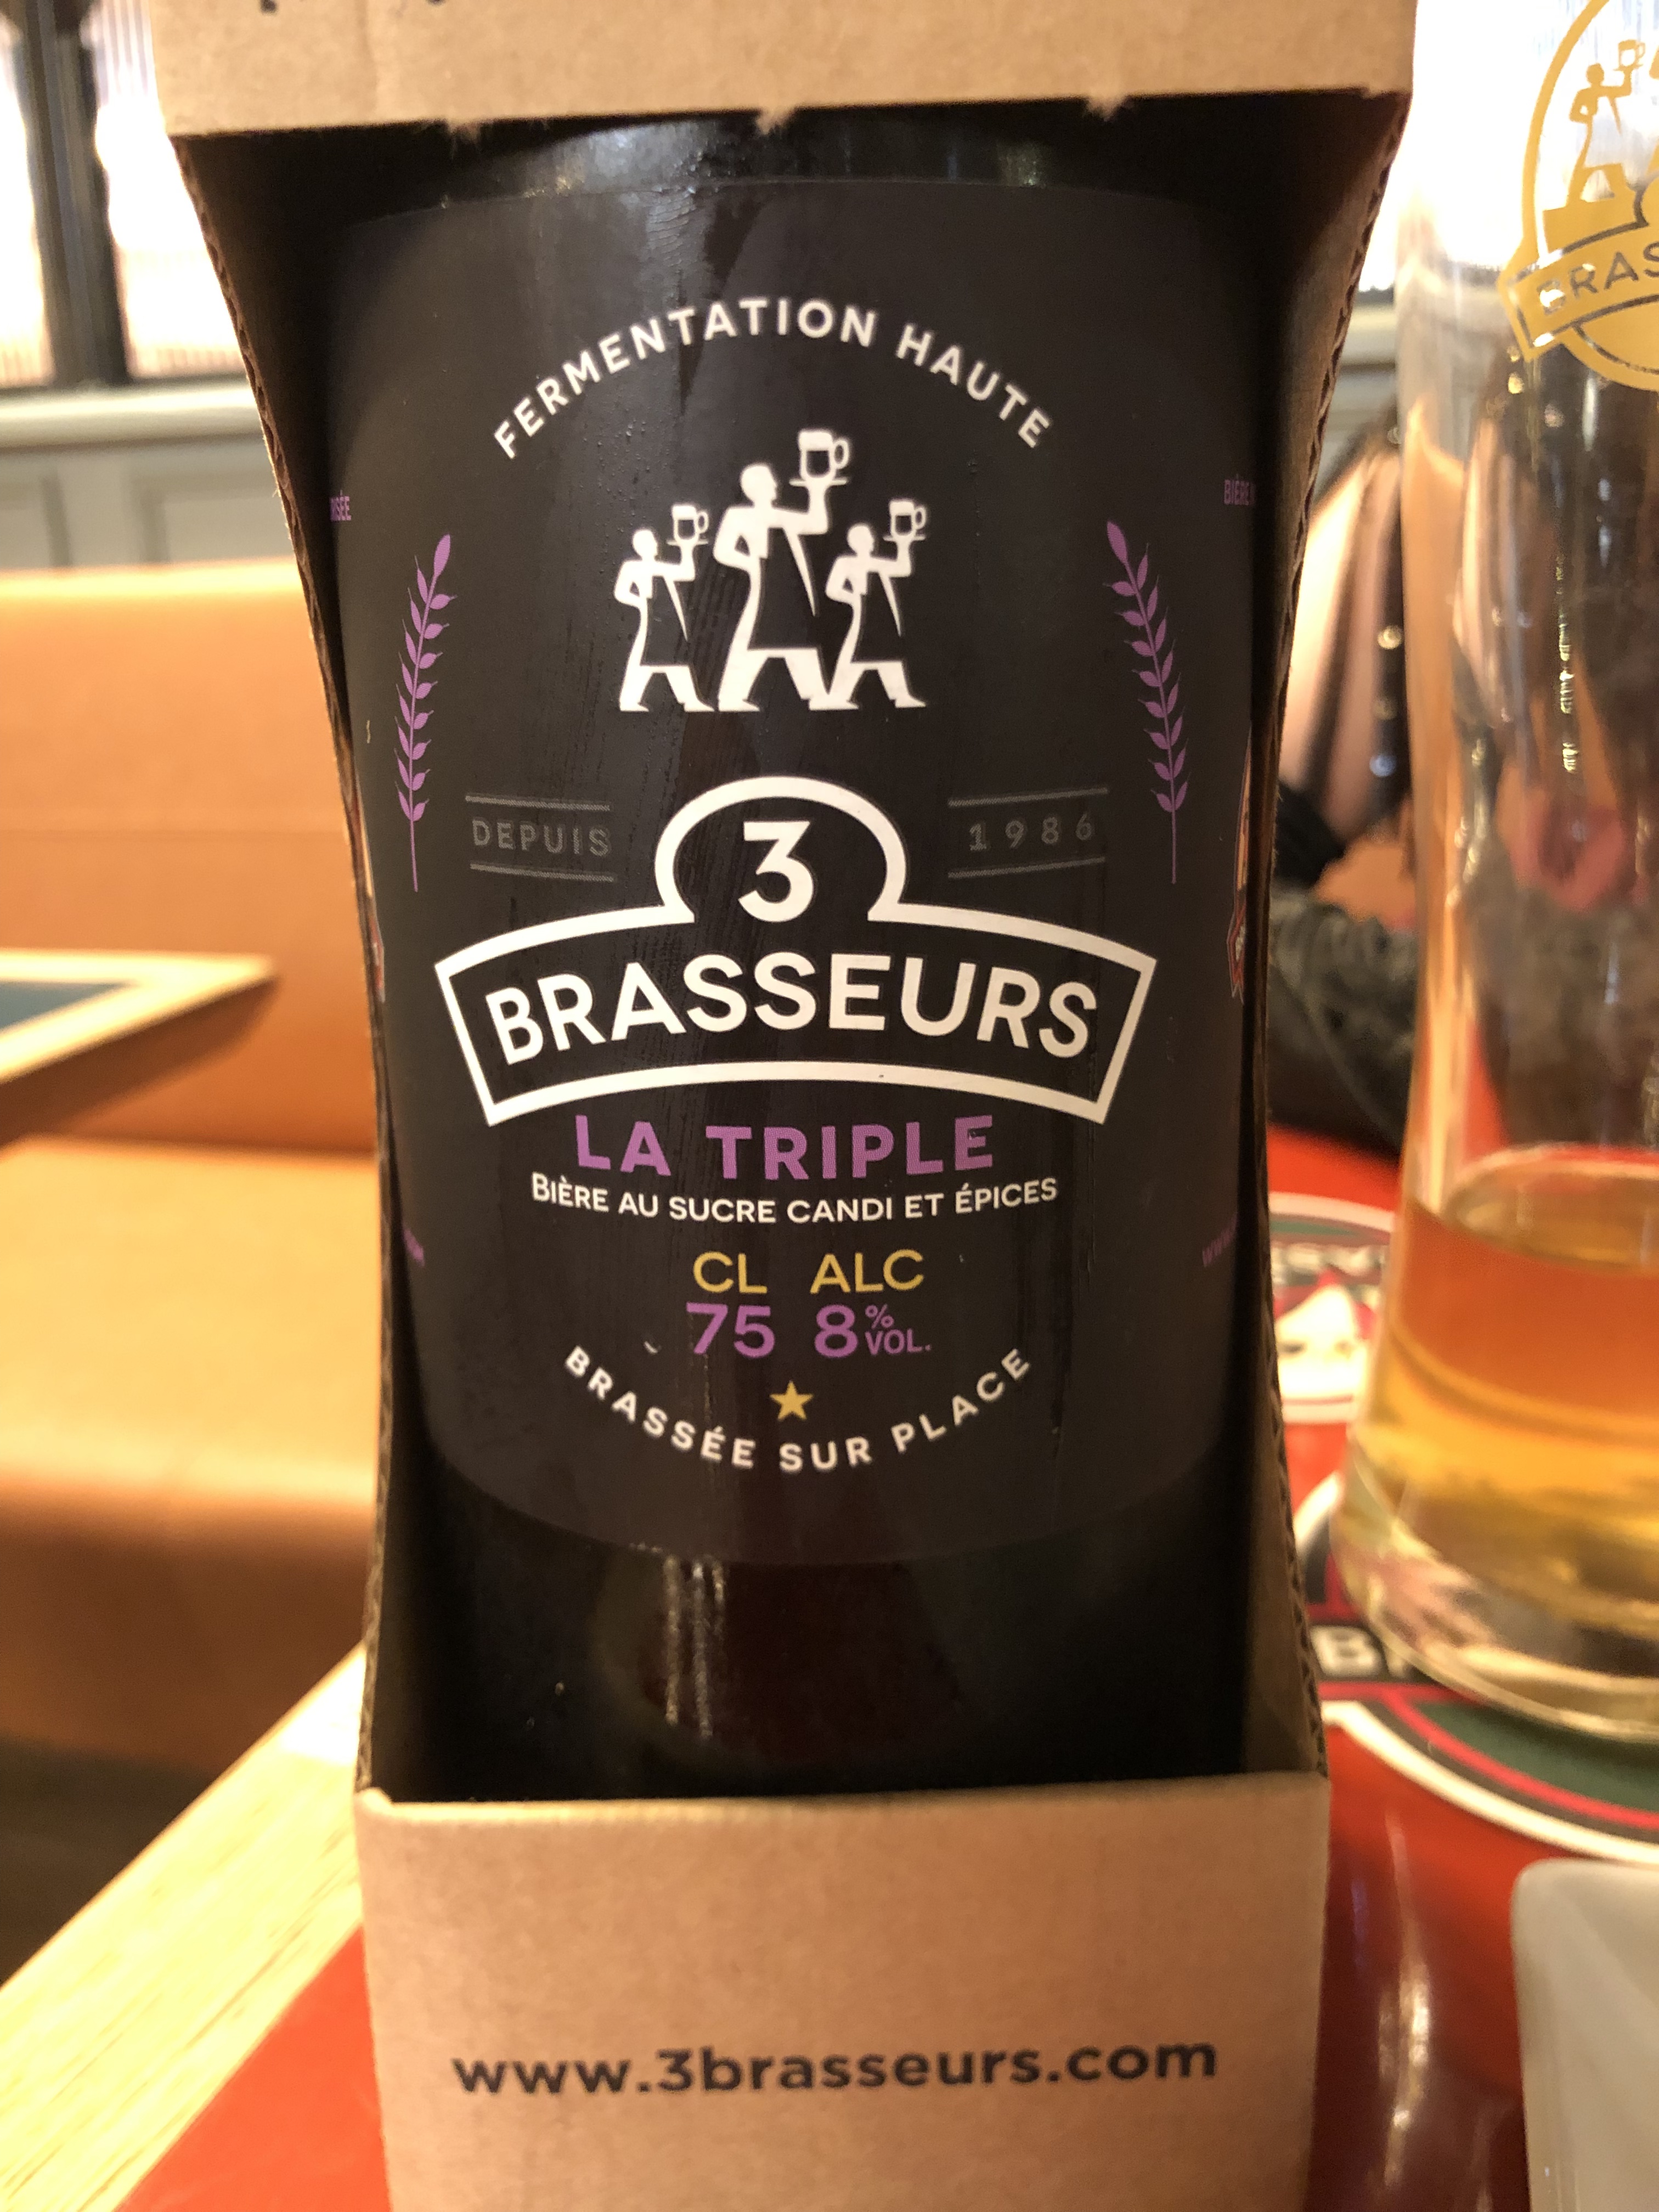 FERMENTATION HAUTE
DEPUIS 1986
3
BRASSEURS
LA TRIPLE
BIÈRE AU SUCRE CANDI ET ÉPICES
CL ALC
75 8% VOL.
BRASSÉE SUR PLACE
www.3brasseurs.com
BIÈRE